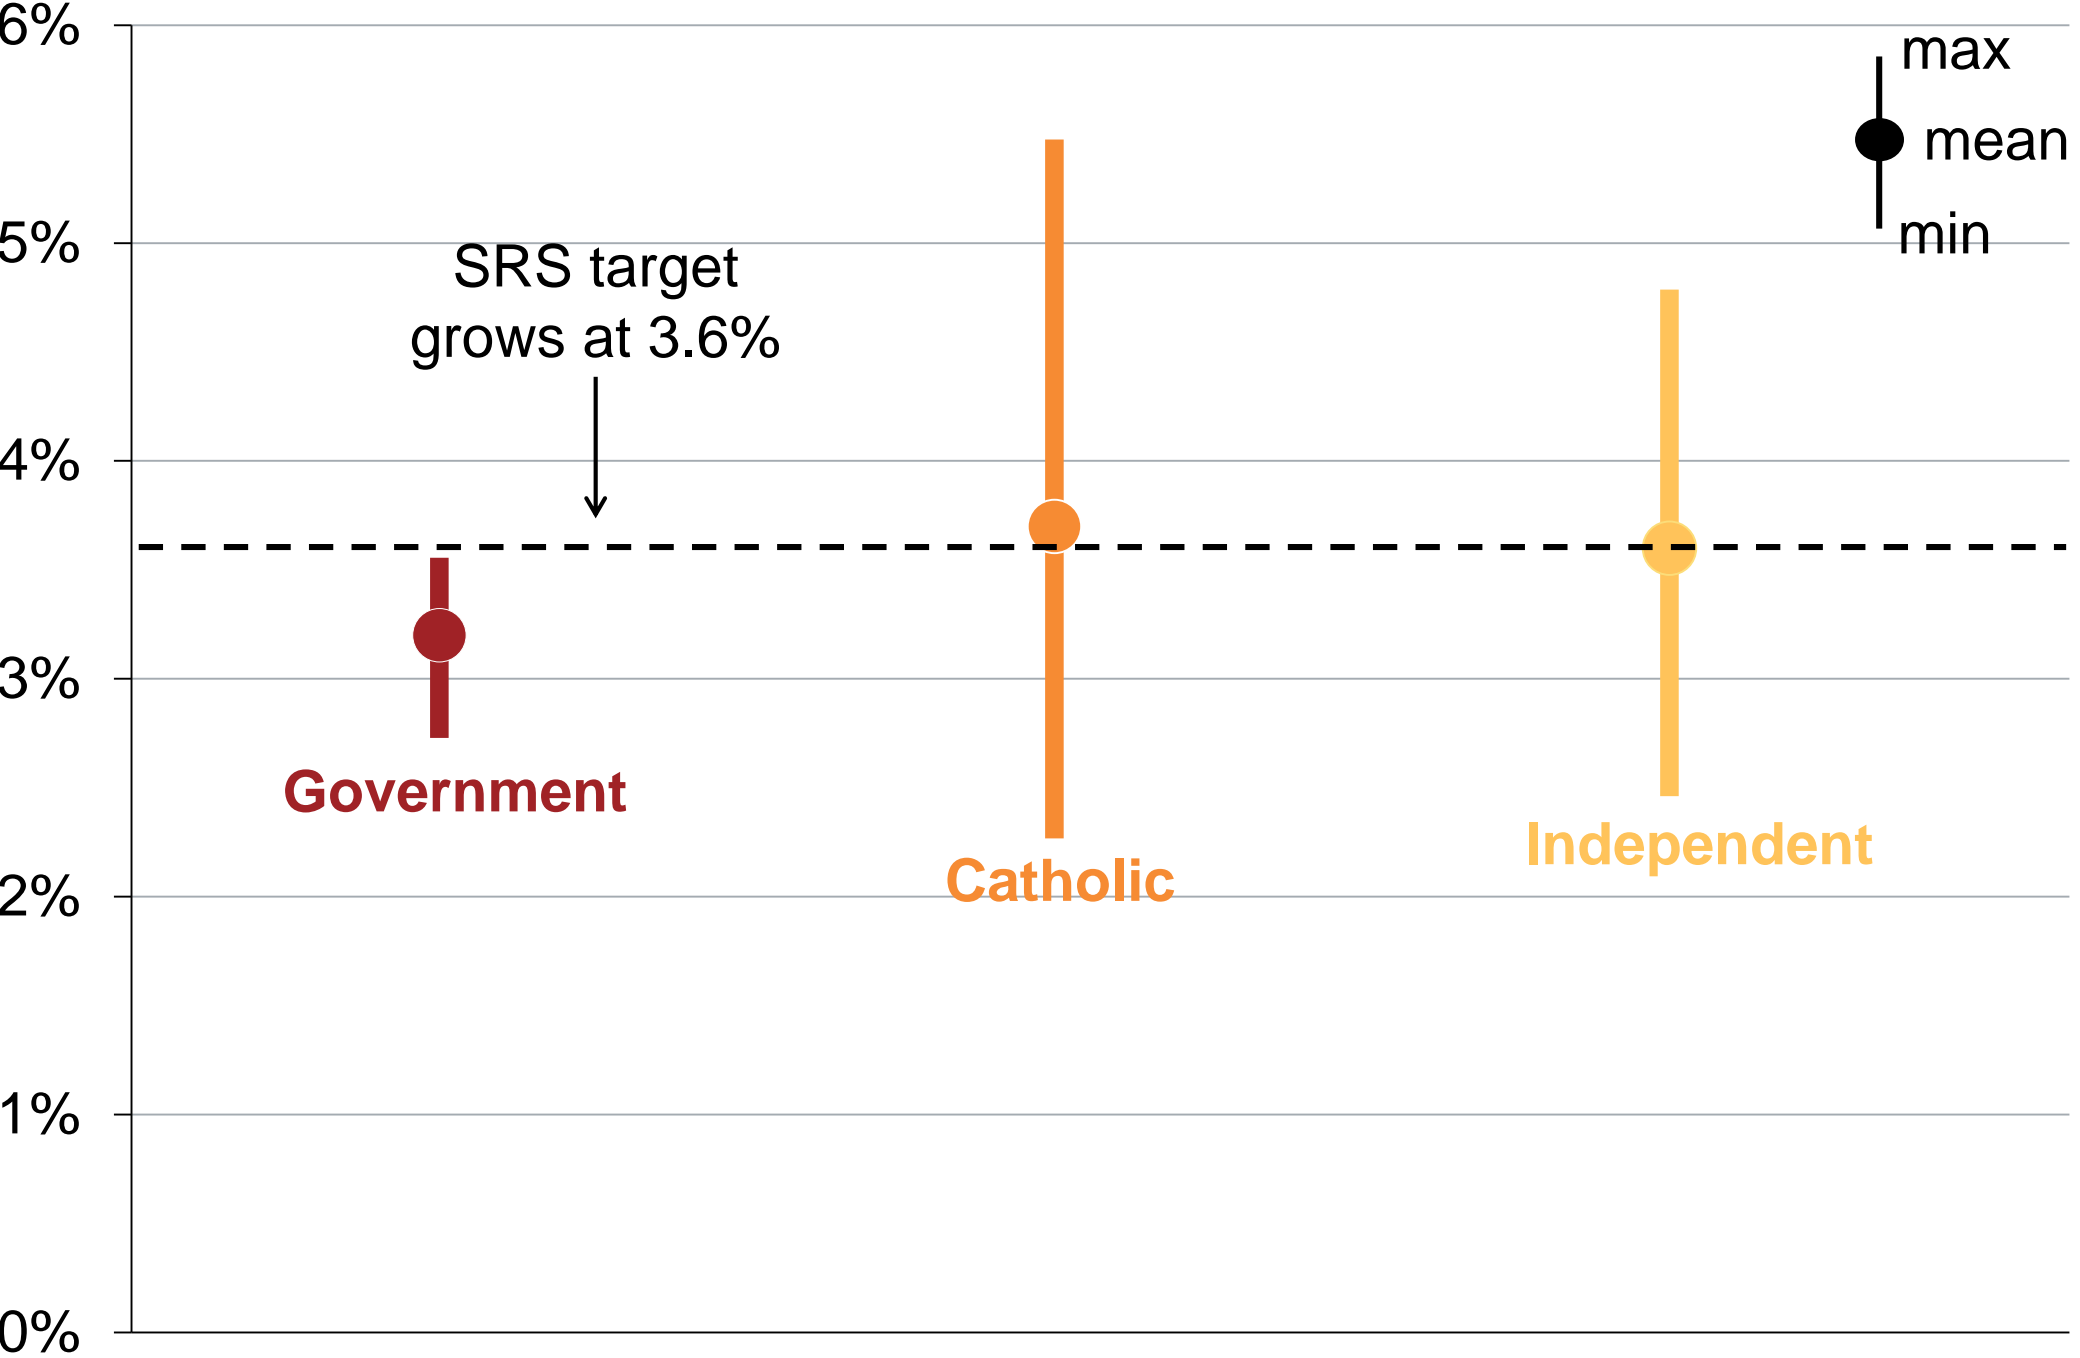 6%
max
mean
5%
min
SRS target
grows at 3.6%
4%
3%
Government
Independent
Catholic
2%
1%
0%